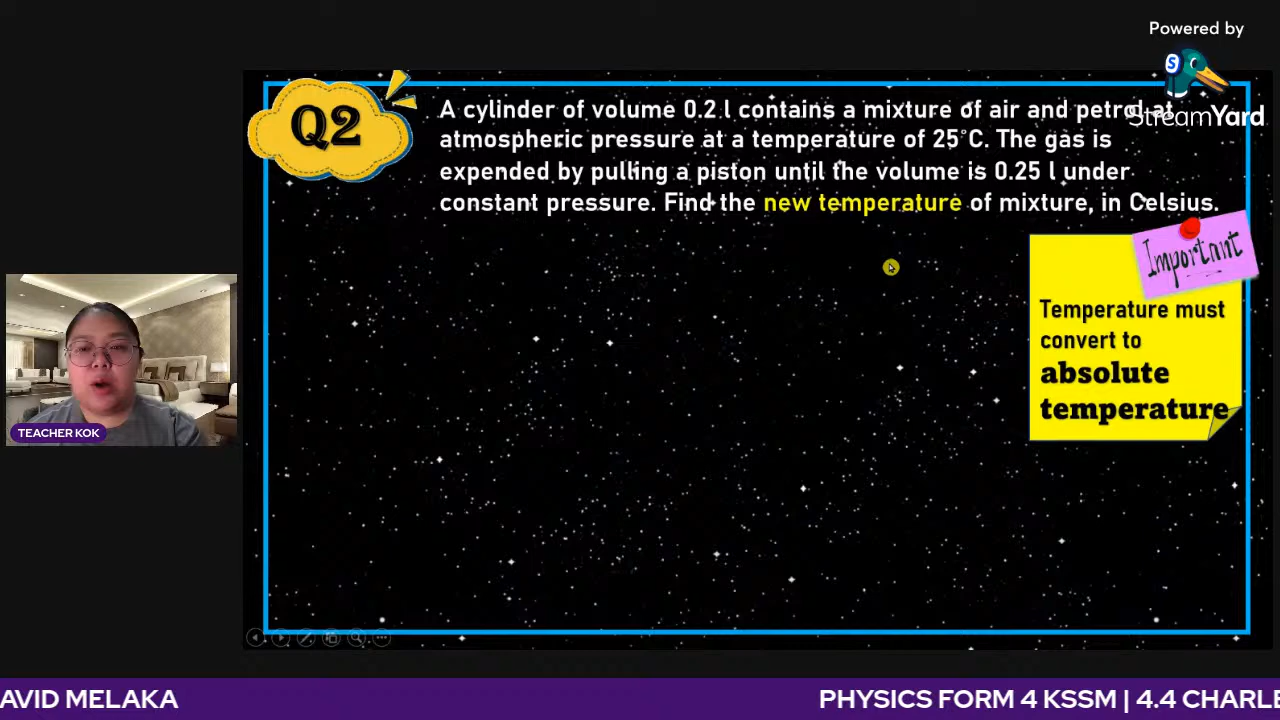 Powered by
StreamYard
Q2
A cylinder of volume 0.2 l contains a mixture of air and petrol at
atmospheric pressure at a temperature of 25°C. The gas is
expended by pulling a piston until the volume is 0.25 l under
constant pressure. Find the new temperature of mixture, in Celsius.
Important
Temperature must
convert to
absolute
temperature
TEACHER KOK
AVID MELAKA
PHYSICS FORM 4 KSSM | 4.4 CHARLE